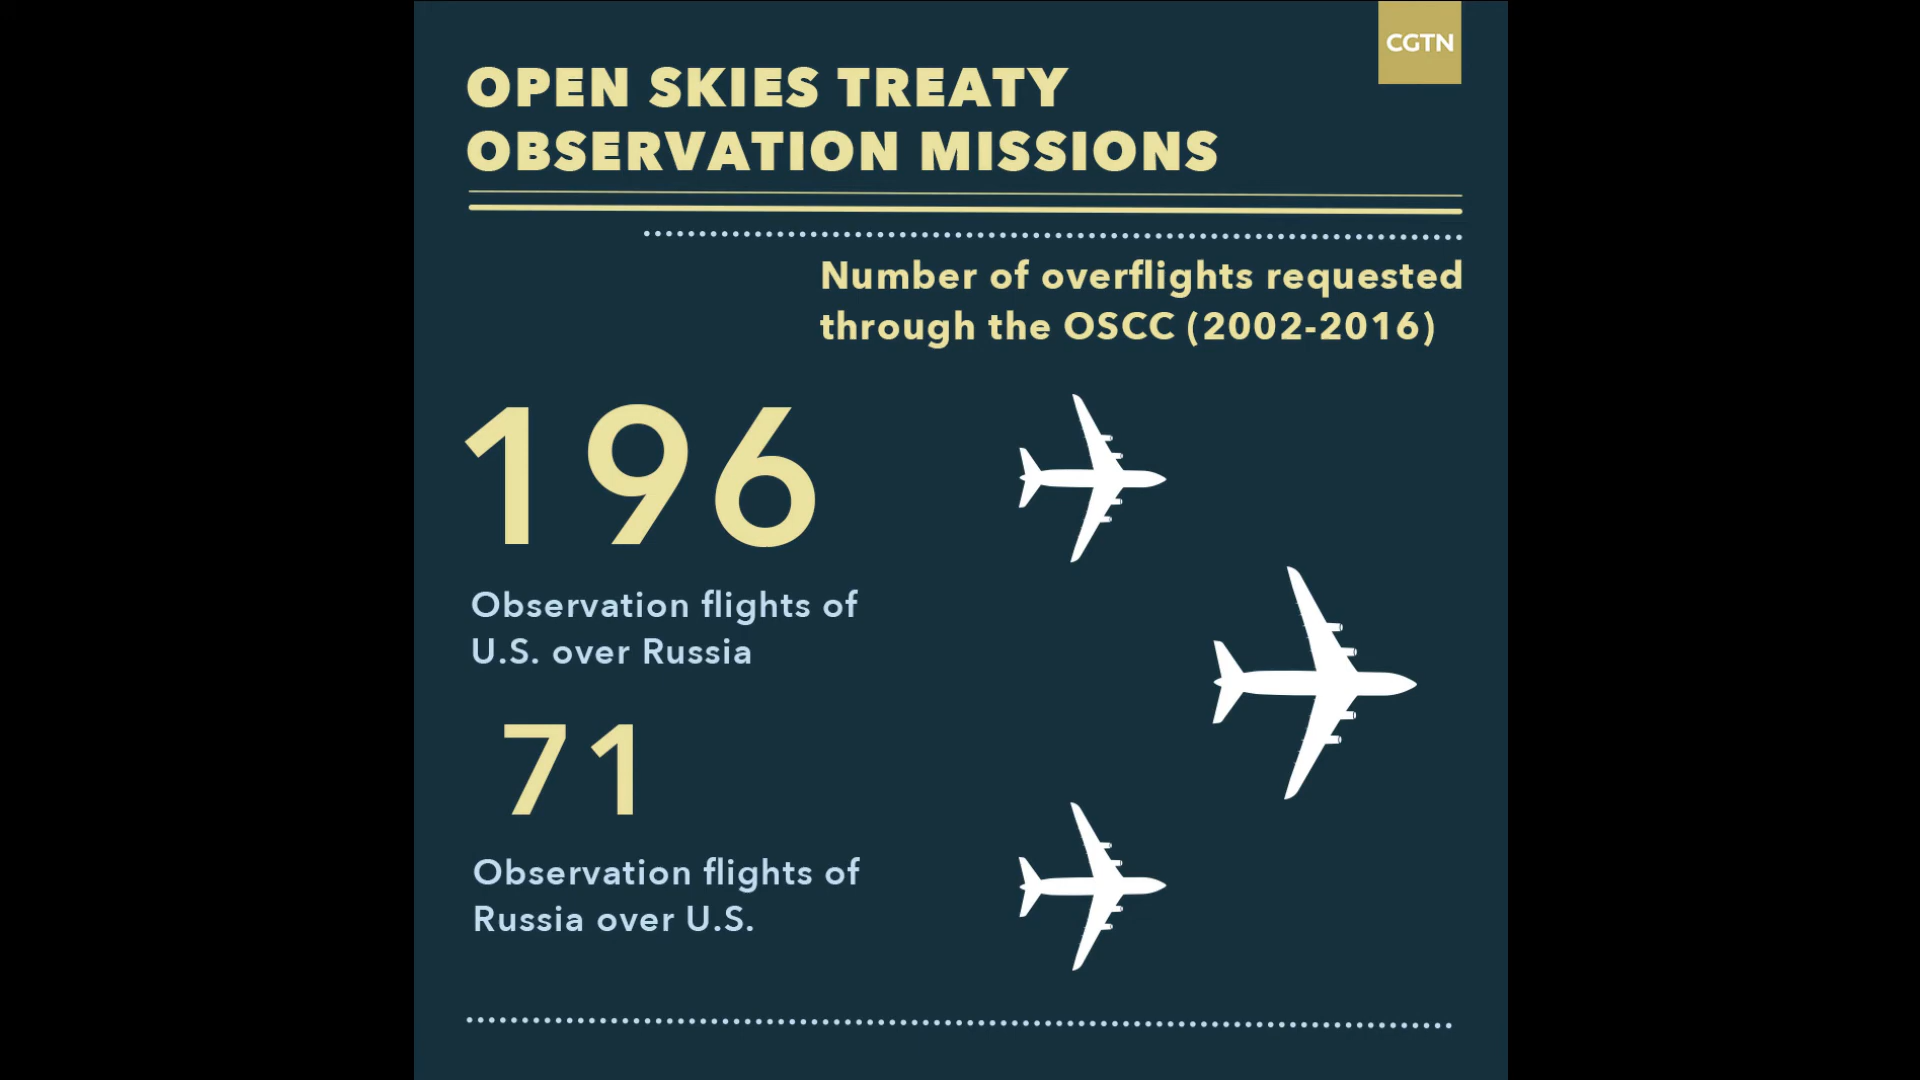 CGTN
OPEN SKIES TREATY
OBSERVATION MISSIONS
Number of overflights requested
through the OSCC (2002-2016)
196
Observation flights of
U.S. over Russia
71
Observation flights of
Russia over U.S.